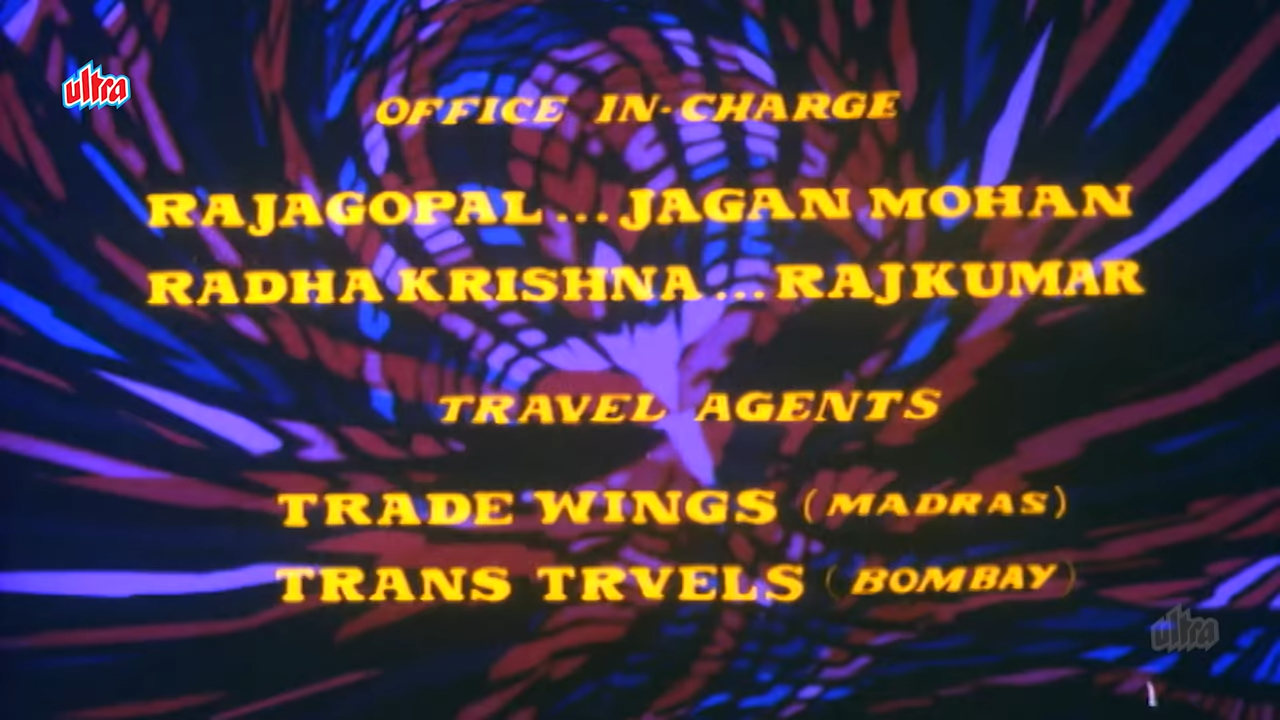 ultra
OFFICE IN-CHARGE
RAJAGOPAL ... JAGAN MOHAN
RADHA KRISHNA ... RAJKUMAR
TRAVEL AGENTS
TRADE WINGS (MADRAS)
TRANS TRVELS (BOMBAY)
ultra